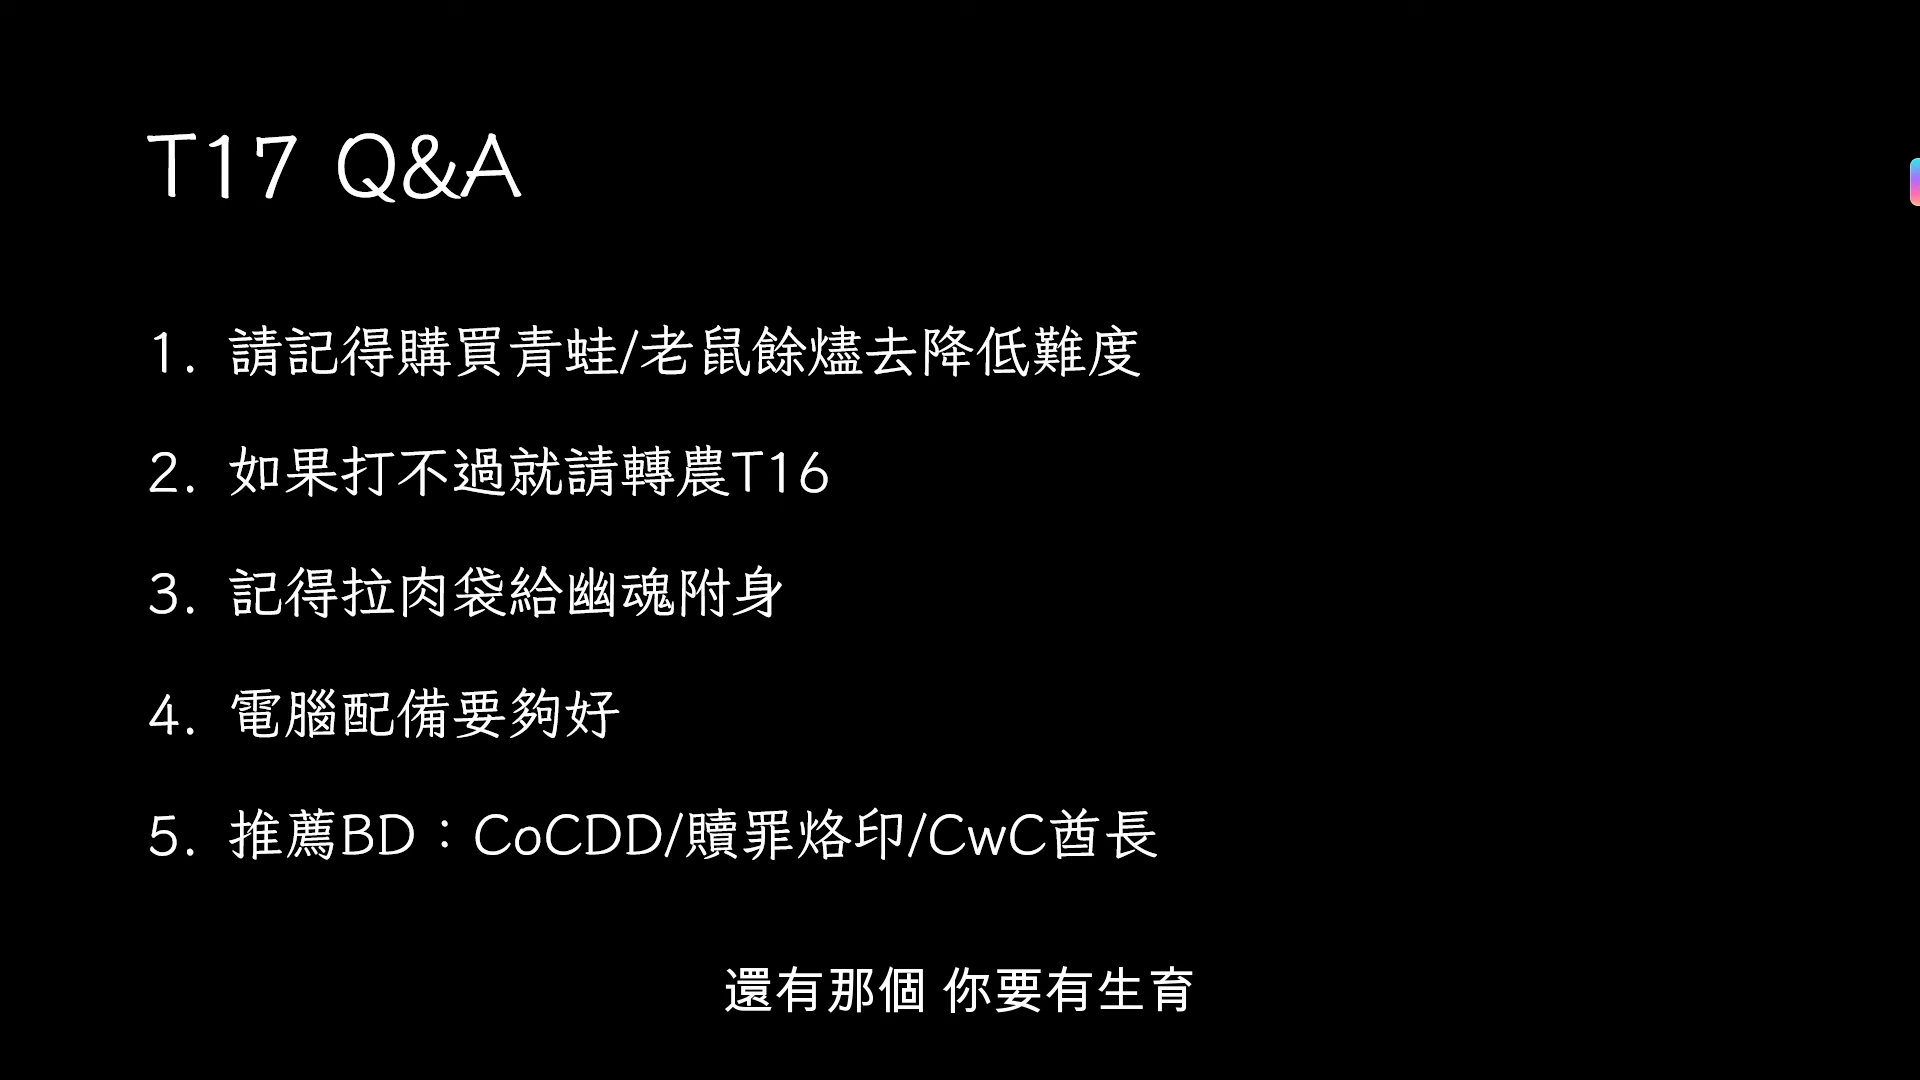 T17 Q&A
1. 請記得購買青蛙/老鼠餘燼去降低難度
2. 如果打不過就請轉農T16
3. 記得拉肉袋給幽魂附身
4. 電腦配備要夠好
5. 推薦BD：CoCDD/贖罪烙印/CwC酋長
還有那個 你要有生育